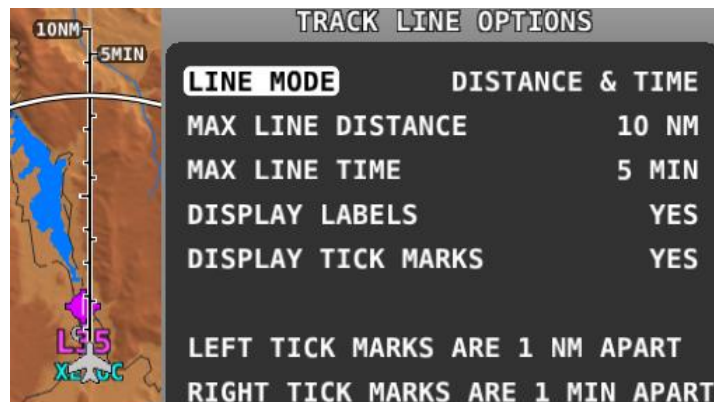 10NM
5MIN
TRACK LINE OPTIONS
LINE MODE DISTANCE & TIME
MAX LINE DISTANCE 10 NM
MAX LINE TIME 5 MIN
DISPLAY LABELS YES
DISPLAY TICK MARKS YES
LEFT TICK MARKS ARE 1 NM APART
RIGHT TICK MARKS ARE 1 MIN APART